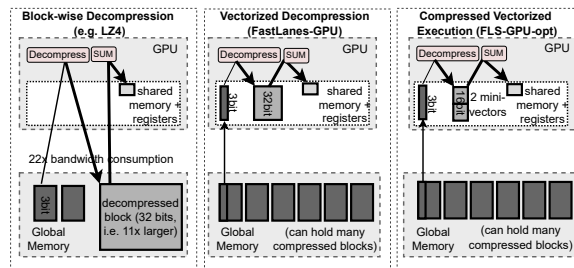 Block-wise Decompression
(e.g. LZ4)
Decompress
SUM
GPU
shared
memory +
registers
22x bandwidth consumption
3bit
decompressed
block (32 bits,
i.e. 11x larger)
Global
Memory
Vectorized Decompression
(FastLanes-GPU)
Decompress
SUM
GPU
3bit
32bit
shared
memory +
registers
Global
Memory
(can hold many
compressed blocks)
Compressed Vectorized
Execution (FLS-GPU-opt)
Decompress
SUM
GPU
3bit
16bit
2 mini-
vectors
shared
memory +
registers
Global
Memory
(can hold many
compressed blocks)